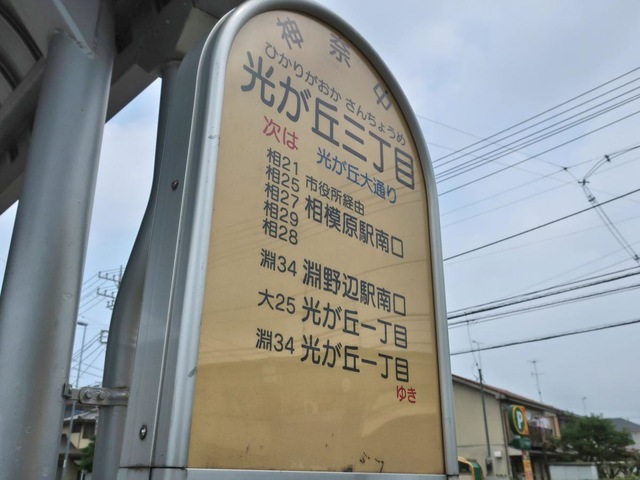 神奈中
ひかりがおか さんちょうめ
光が丘三丁目
次は 光が丘大通り
相21
相25 市役所経由
相27 相模原駅南口
相29
相28
淵34 淵野辺駅南口
大25 光が丘一丁目
淵34 光が丘一丁目
ゆき
P